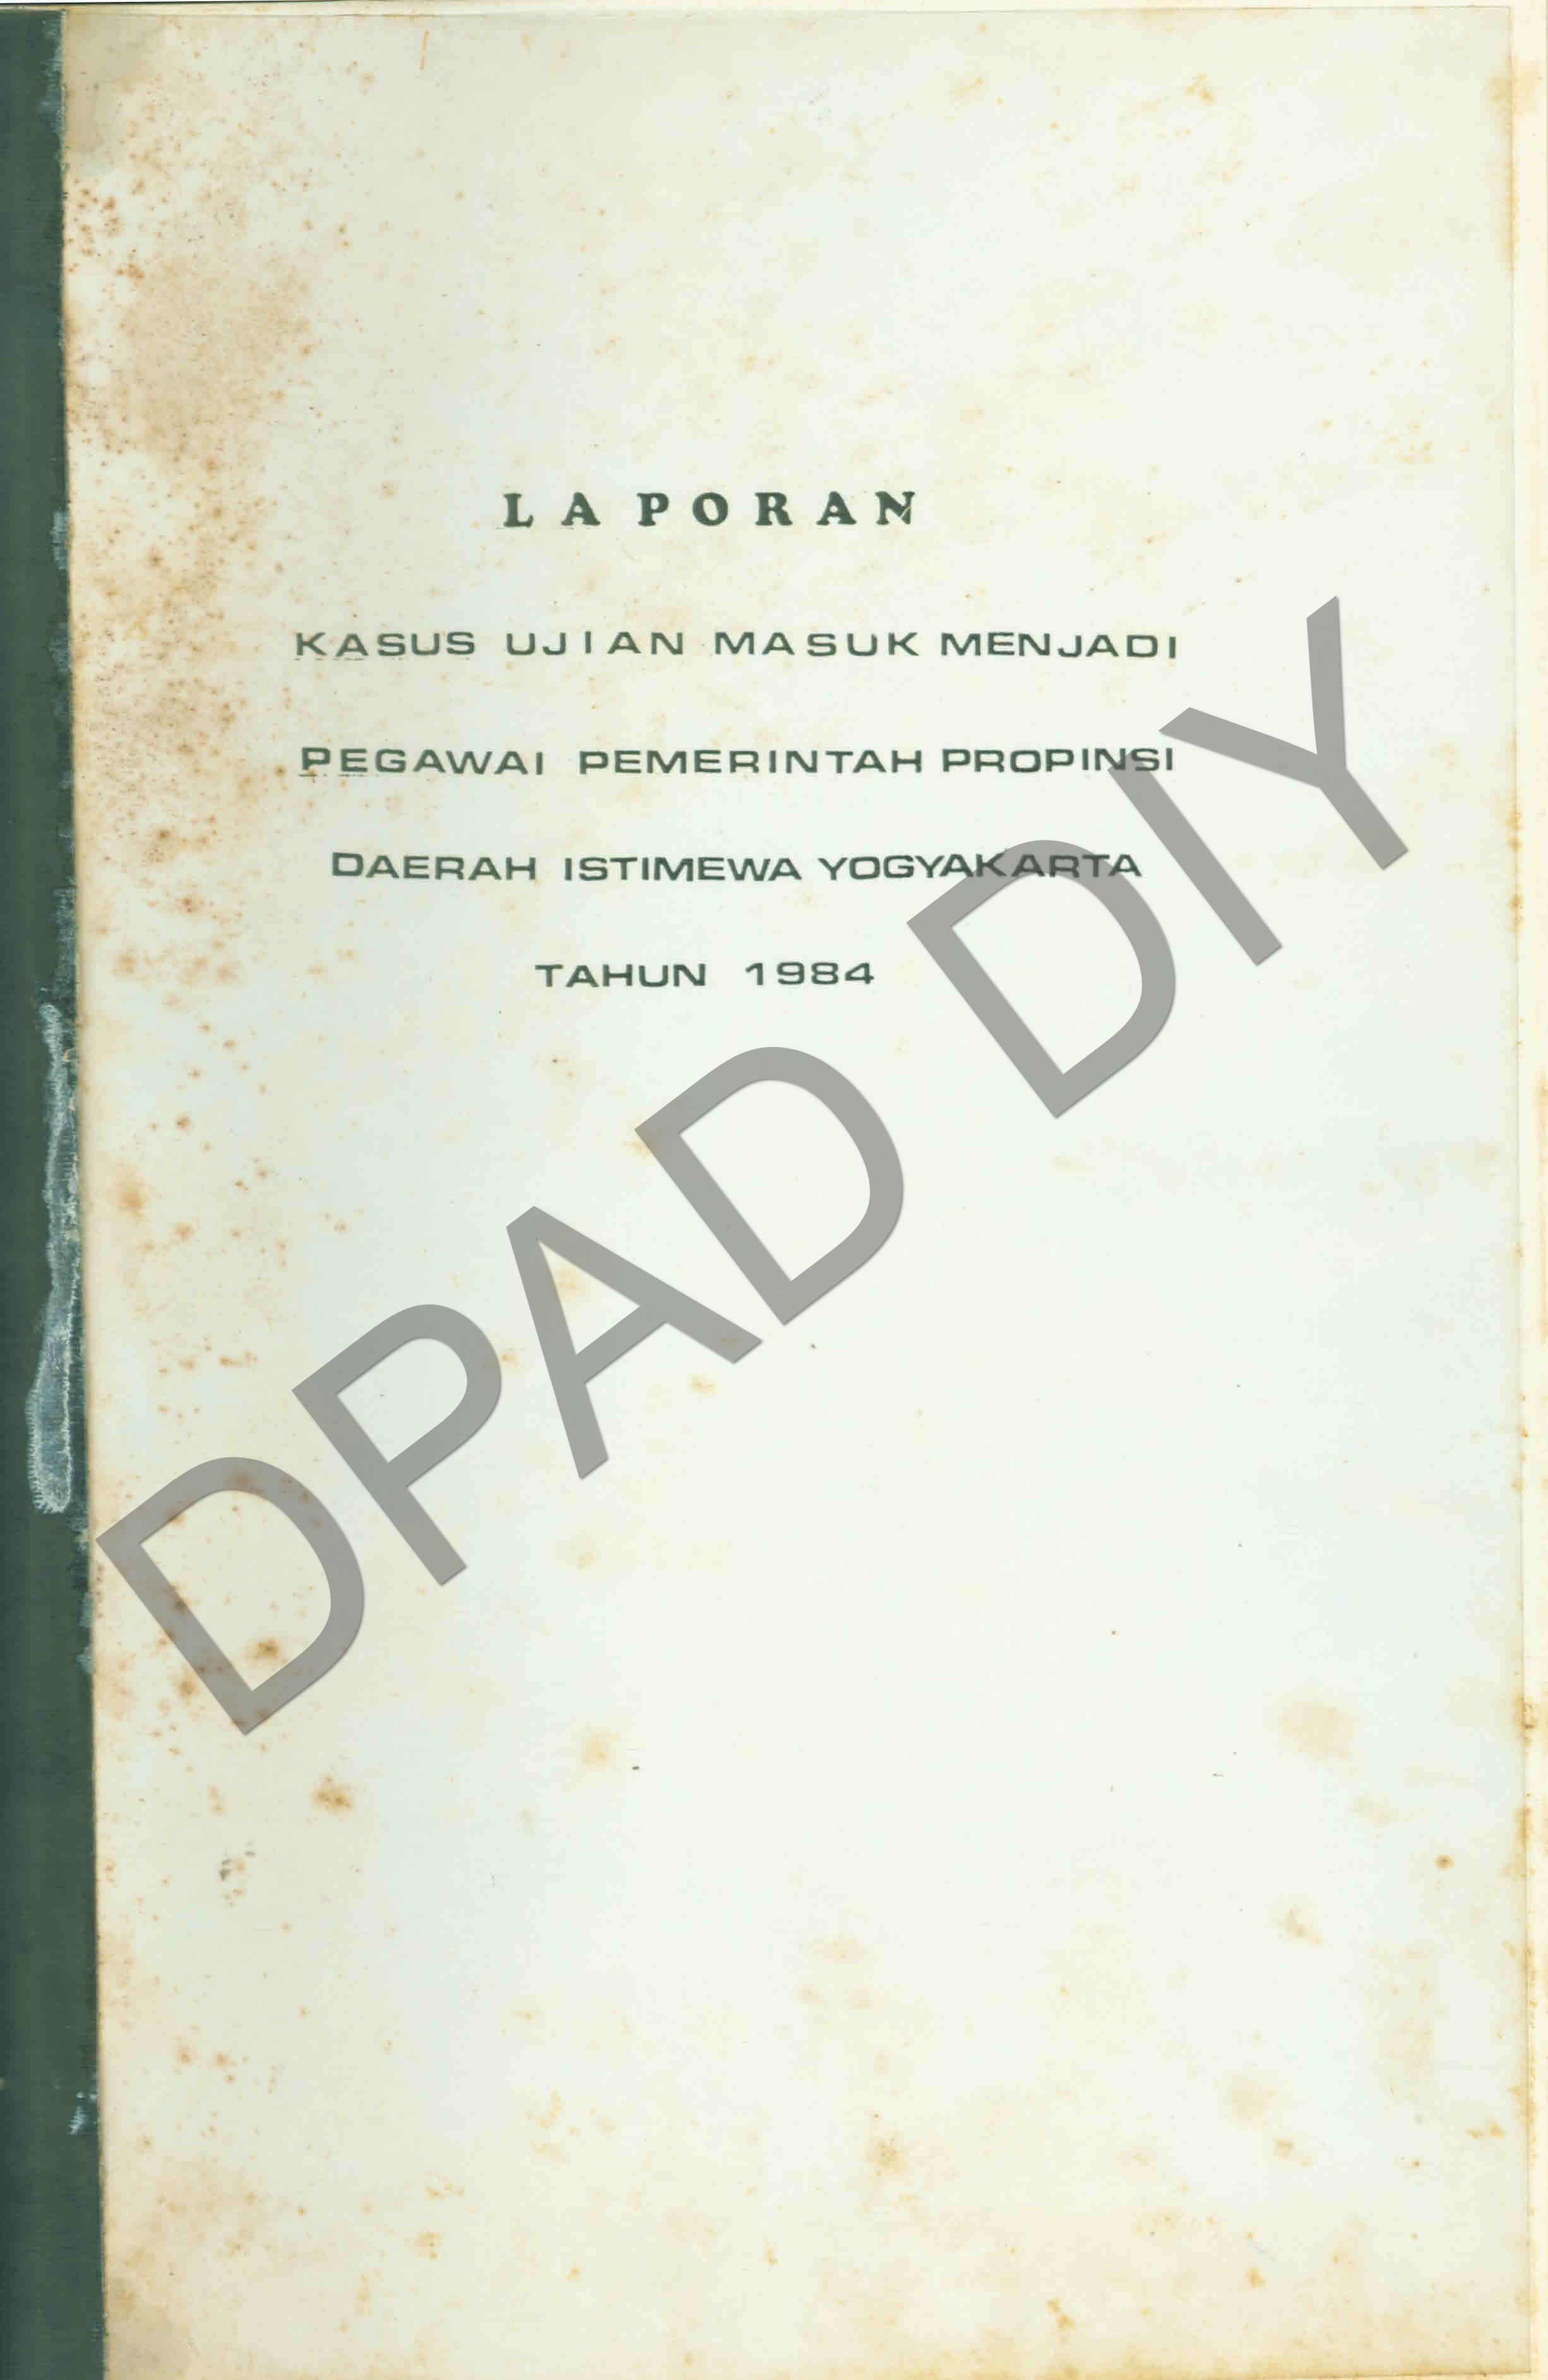 LAPORAN
KASUS UJIAN MASUK MENJADI
PEGAWAI PEMERINTAH PROPINSI
DAERAH ISTIMEWA YOGYAKARTA
TAHUN 1984
DPAD DIY